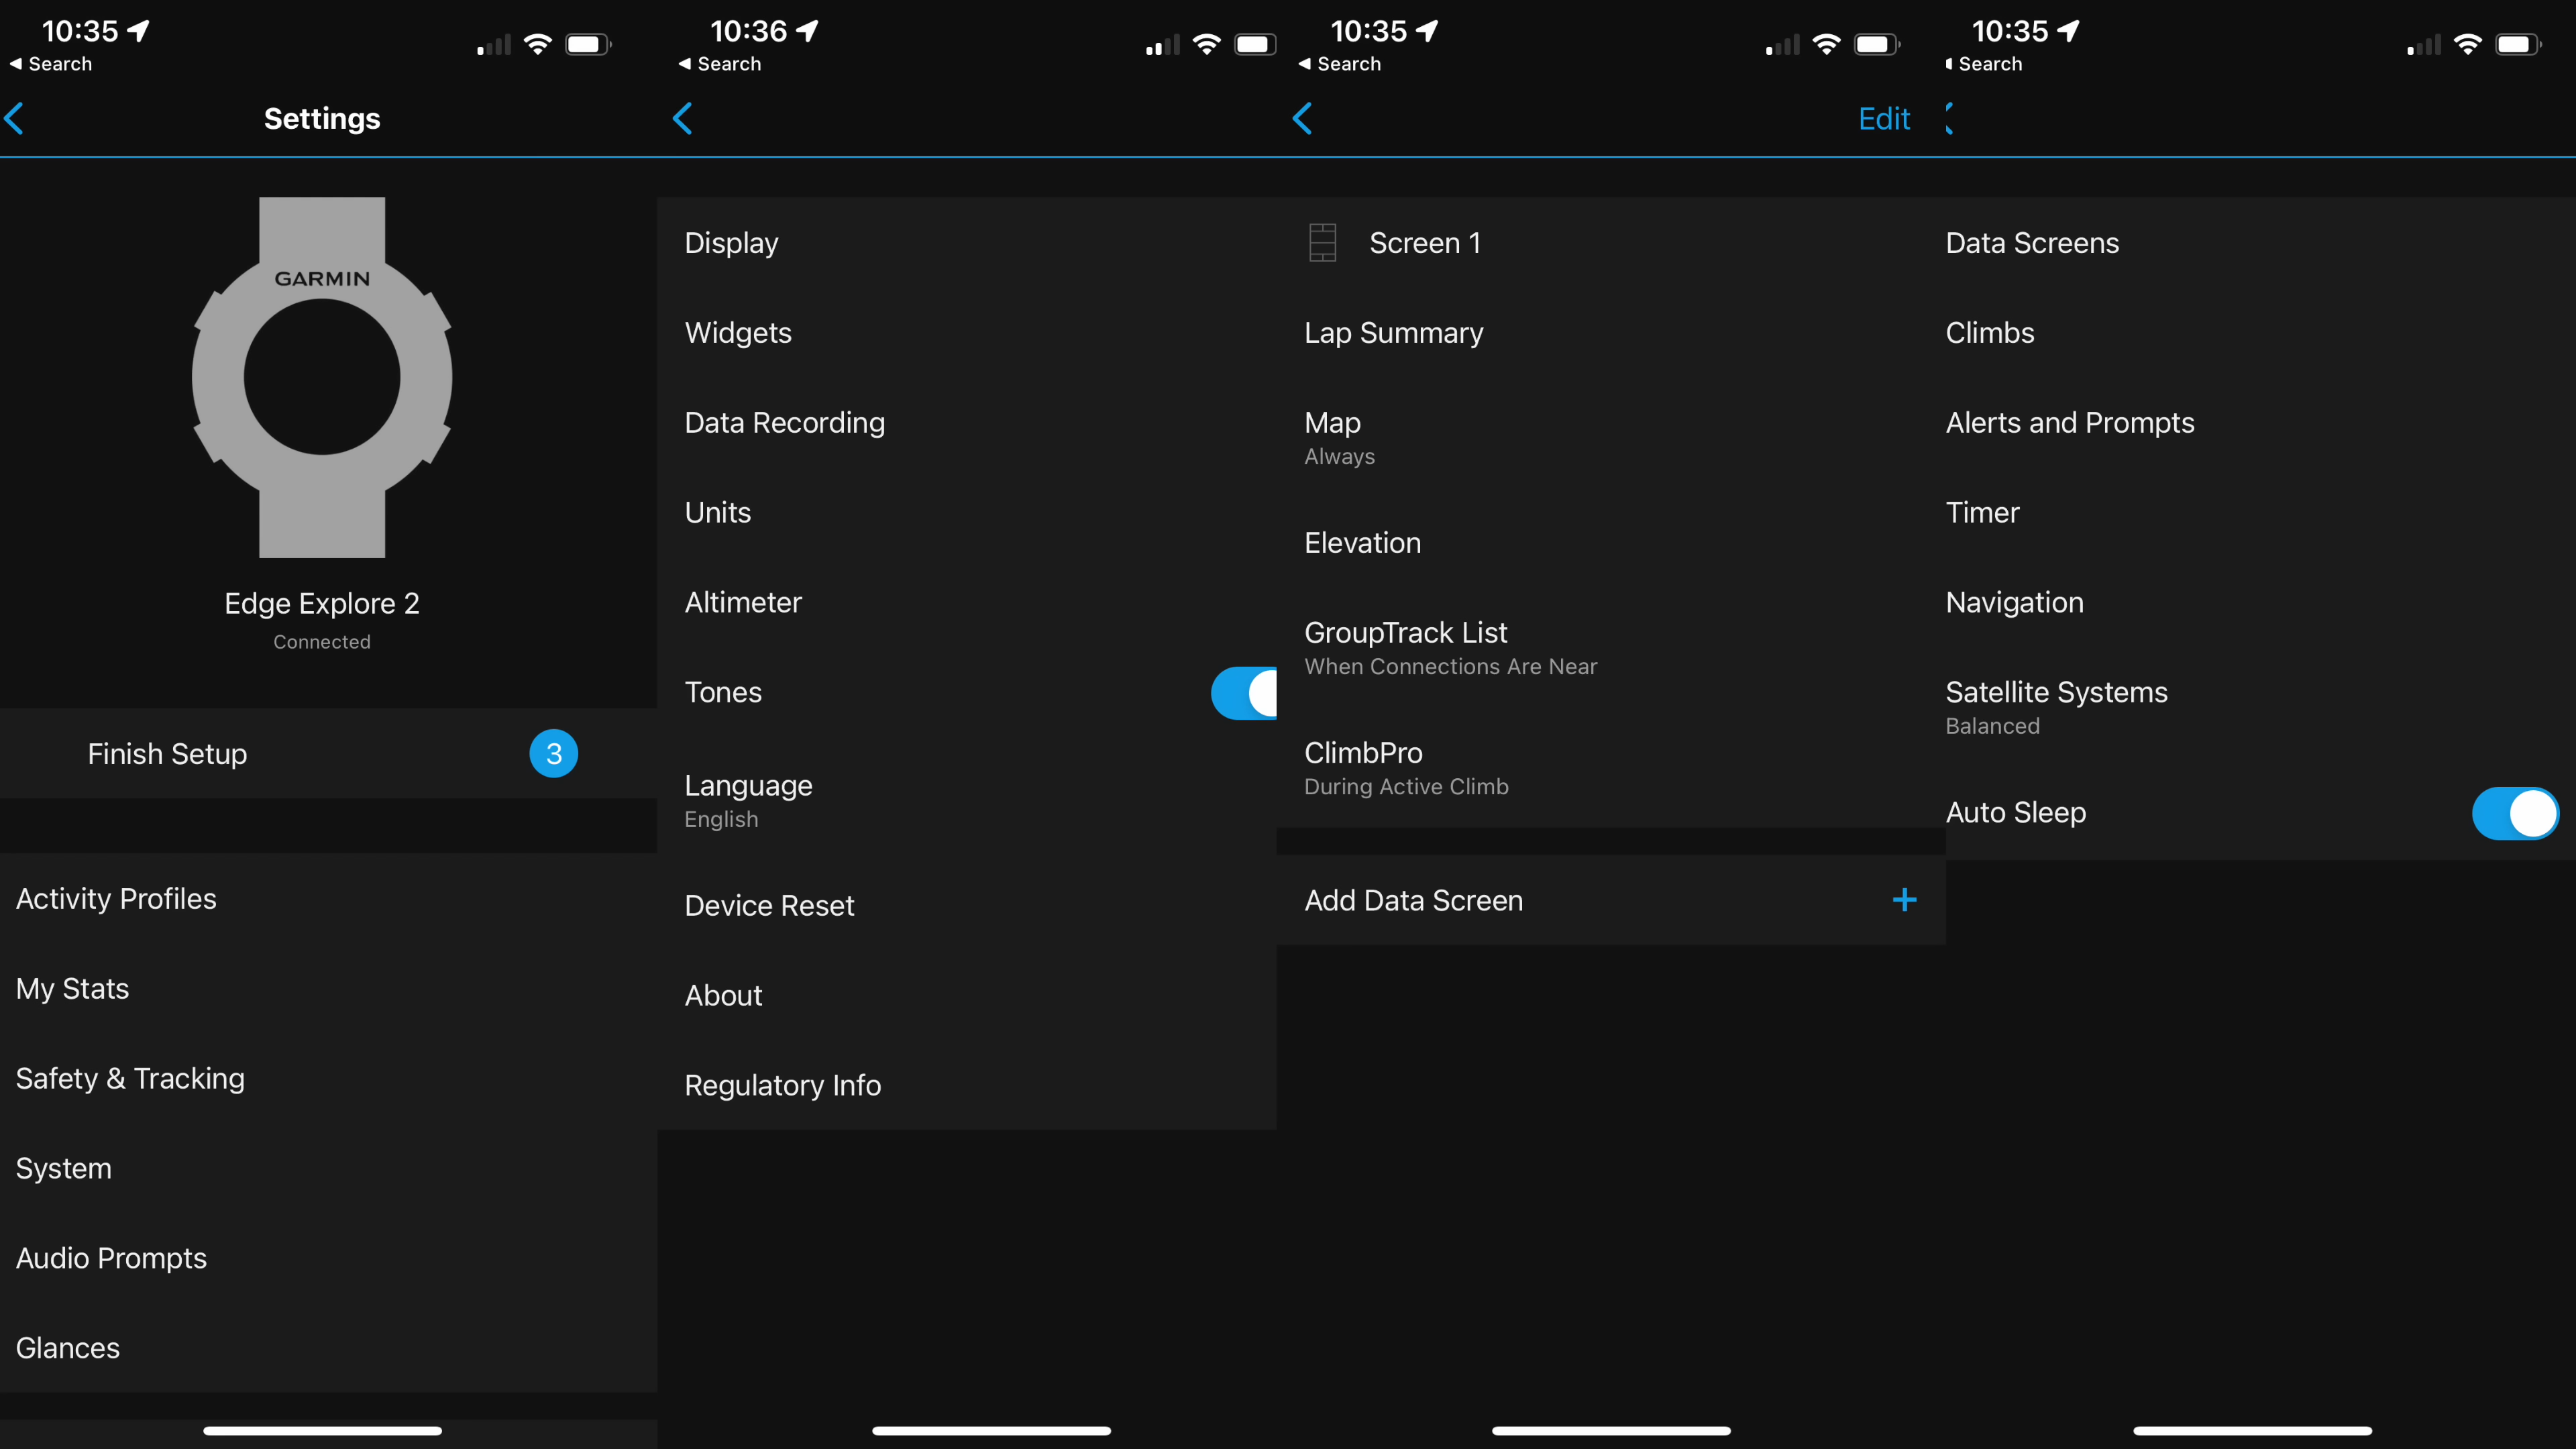 10:35
Search
Settings
GARMIN
Edge Explore 2
Connected
Finish Setup 3
Activity Profiles
My Stats
Safety & Tracking
System
Audio Prompts
Glances
10:36
Search
Display
Widgets
Data Recording
Units
Altimeter
Tones
Language
English
Device Reset
About
Regulatory Info
10:35
Search
Edit
Screen 1
Lap Summary
Map
Always
Elevation
GroupTrack List
When Connections Are Near
ClimbPro
During Active Climb
Add Data Screen +
10:35
Search
Data Screens
Climbs
Alerts and Prompts
Timer
Navigation
Satellite Systems
Balanced
Auto Sleep